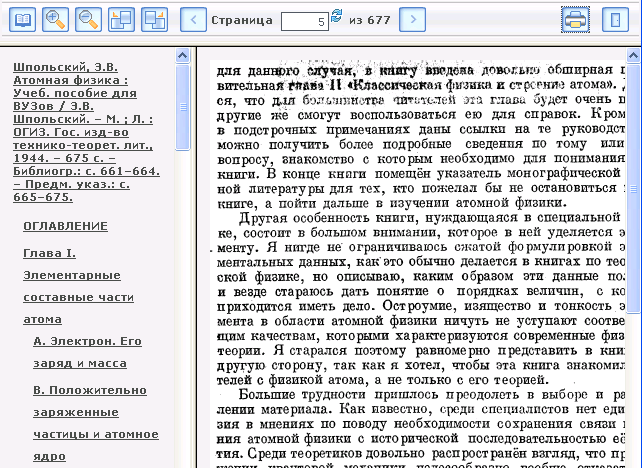 Страница 5 из 677
Шпольский, Э.В.
Атомная физика :
Учеб. пособие для
ВУЗов / Э.В.
Шпольский. – М. ; Л. :
ОГИЗ. Гос. изд-во
технико-теорет. лит.,
1944. – 675 с. –
Библиогр.: с. 661–664.
– Предм. указ.: с.
665–675.
ОГЛАВЛЕНИЕ
Глава I.
Элементарные
составные части
атома
А. Электрон. Его
заряд и масса
В. Положительно
заряженные
частицы и атомное
ядро
для данного случая, в книгу введена довольно обширная
вительная глава II «Классическая физика и строение атома».
ся, что для большинства читателей эта глава будет очень
другие же смогут воспользоваться ею для справок. Кром
в подстрочных примечаниях даны ссылки на те руководст
можно получить более подробные сведения по тому или
вопросу, знакомство с которым необходимо для понимания
книги. В конце книги помещён указатель монографической
ной литературы для тех, кто пожелал бы не остановиться
книге, а пойти дальше в изучении атомной физики.
Другая особенность книги, нуждающаяся в специальной
ке, состоит в большом внимании, которое в ней уделяется э
менту. Я нигде не ограничиваюсь сжатой формулировкой э
ментальных данных, как это обычно делается в книгах по тео
ской физике, но описываю, каким образом эти данные по
и везде стараюсь дать понятие о порядках величин, с ко
приходится иметь дело. Остроумие, изящество и тонкость э
мента в области атомной физики ничуть не уступают соотве
щим качествам, которыми характеризуются современные физ
теории. Я старался поэтому равномерно представить в кни
другую сторону, так как я хотел, чтобы эта книга знакомил
телей с физикой атома, а не только с его теорией.
Большие трудности пришлось преодолеть в выборе и ра
лении материала. Как известно, среди специалистов нет еди
зия в мнениях по поводу необходимости сохранения связи
ния атомной физики с исторической последовательностью её
тия. Среди теоретиков довольно распространён взгляд, что пр